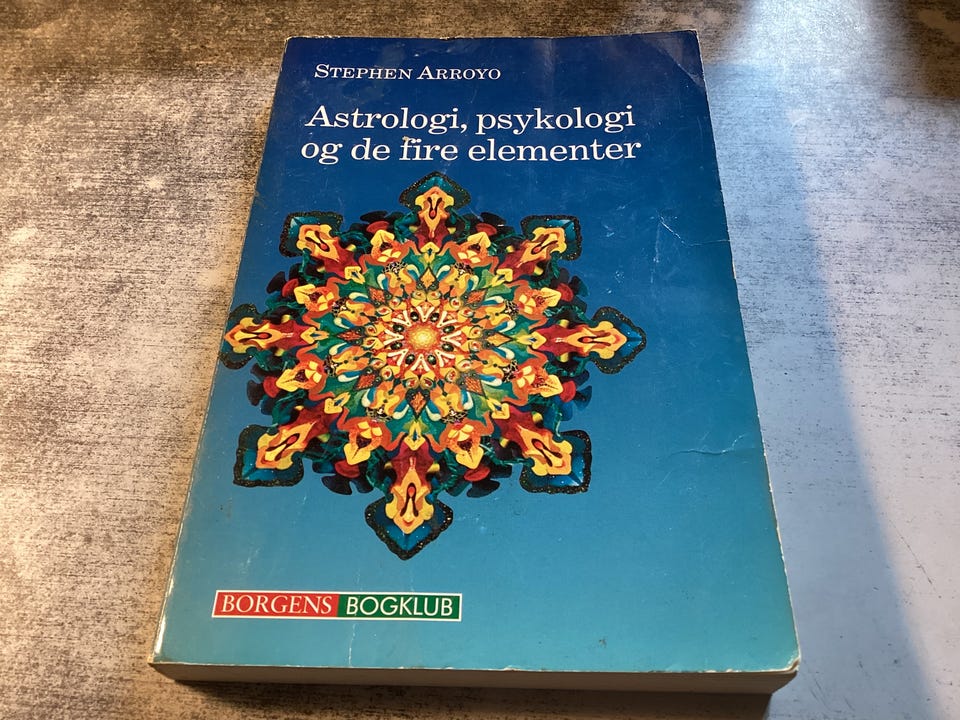 STEPHEN ARROYO
Astrologi, psykologi
og de fire elementer
BORGENS BOGKLUB